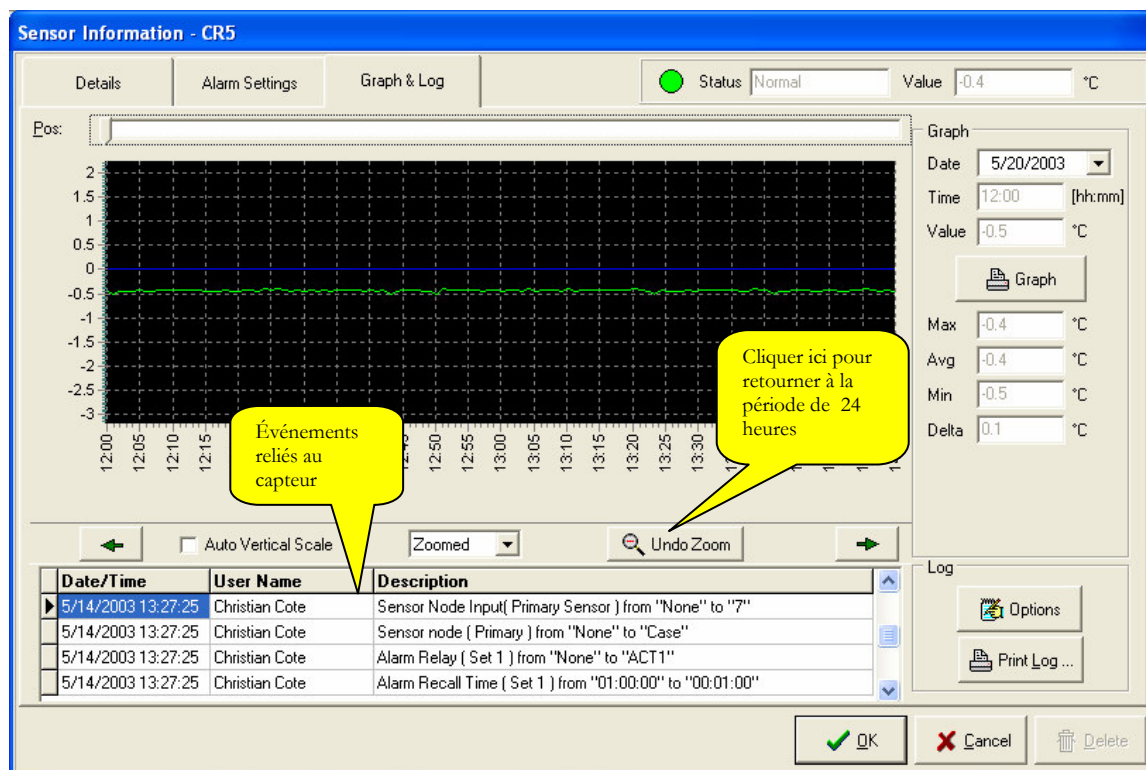 Sensor Information - CR5
Details
Alarm Settings
Graph & Log
Status Normal
Value -0.4 °C
Pos:
2
1.5
1
0.5
0
-0.5
-1
-1.5
-2
-2.5
-3
12:00 12:05 12:10 12:15 12:50 12:55 13:00 13:05 13:10 13:15 13:20 13:25 13:30
Événements
reliés au
capteur
Cliquer ici pour
retourner à la
période de 24
heures
Graph
Date 5/20/2003
Time 12:00 [hh:mm]
Value -0.5 °C
Graph
Max -0.4 °C
Avg -0.4 °C
Min -0.5 °C
Delta 0.1 °C
Auto Vertical Scale
Zoomed
Undo Zoom
Date/Time User Name Description
5/14/2003 13:27:25 Christian Cote Sensor Node Input( Primary Sensor ) from "None" to "7"
5/14/2003 13:27:25 Christian Cote Sensor node ( Primary ) from "None" to "Case"
5/14/2003 13:27:25 Christian Cote Alarm Relay ( Set 1 ) from "None" to "ACT1"
5/14/2003 13:27:25 Christian Cote Alarm Recall Time ( Set 1 ) from "01:00:00" to "00:01:00"
Log
Options
Print Log ...
OK
Cancel
Delete